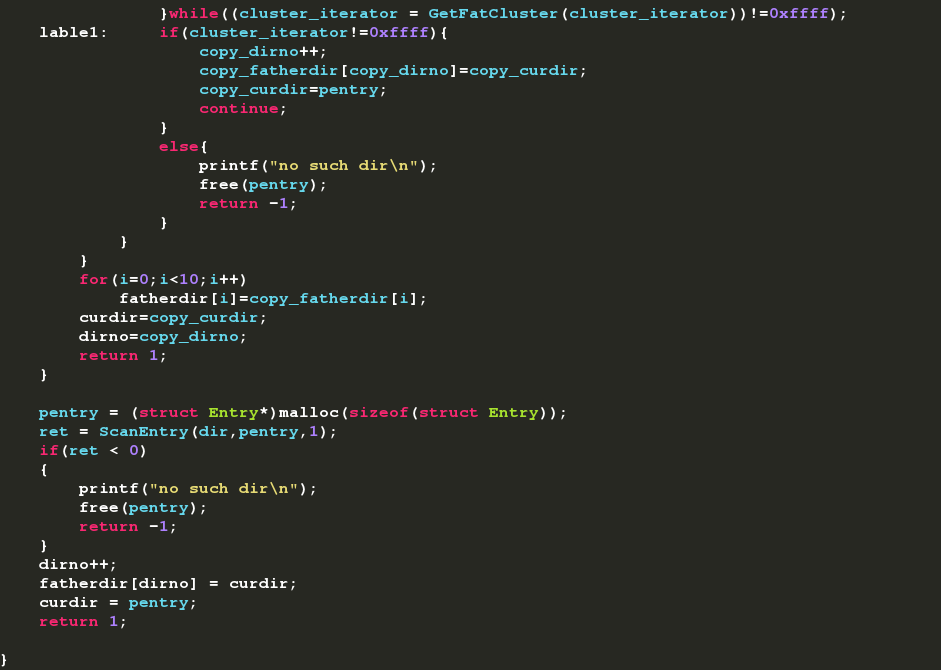 }while((cluster_iterator = GetFatCluster(cluster_iterator))!=0xffff);
lable1:     if(cluster_iterator!=0xffff){
copy_dirno++;
copy_fatherdir[copy_dirno]=copy_curdir;
copy_curdir=pentry;
continue;
}
else{
printf("no such dir\n");
free(pentry);
return -1;
}
}
}
for(i=0;i<10;i++)
fatherdir[i]=copy_fatherdir[i];
curdir=copy_curdir;
dirno=copy_dirno;
return 1;
}
pentry = (struct Entry*)malloc(sizeof(struct Entry));
ret = ScanEntry(dir,pentry,1);
if(ret < 0)
{
printf("no such dir\n");
free(pentry);
return -1;
}
dirno++;
fatherdir[dirno] = curdir;
curdir = pentry;
return 1;
}